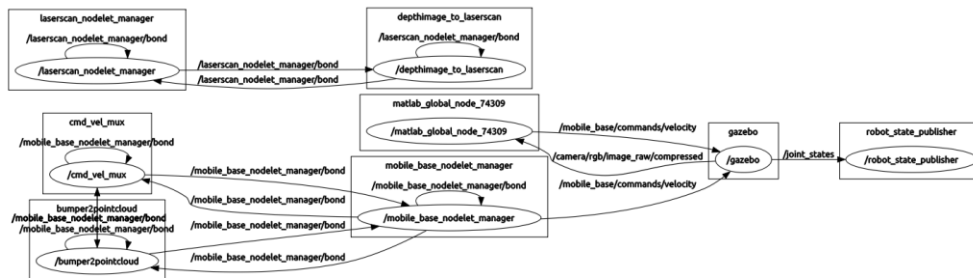 laserscan_nodelet_manager
/laserscan_nodelet_manager/bond
/laserscan_nodelet_manager
depthimage_to_laserscan
/laserscan_nodelet_manager/bond
/depthimage_to_laserscan
/laserscan_nodelet_manager/bond
/laserscan_nodelet_manager/bond
matlab_global_node_74309
/matlab_global_node_74309
/mobile_base/commands/velocity
/camera/rgb/image_raw/compressed
/mobile_base/commands/velocity
gazebo
/gazebo
/joint_states
robot_state_publisher
/robot_state_publisher
cmd_vel_mux
/mobile_base_nodelet_manager/bond
/cmd_vel_mux
/mobile_base_nodelet_manager/bond
/mobile_base_nodelet_manager/bond
mobile_base_nodelet_manager
/mobile_base_nodelet_manager/bond
/mobile_base_nodelet_manager
bumper2pointcloud
/mobile_base_nodelet_manager/bond
/mobile_base_nodelet_manager/bond
/mobile_base_nodelet_manager/bond
/bumper2pointcloud
/mobile_base_nodelet_manager/bond
/mobile_base_nodelet_manager/bond